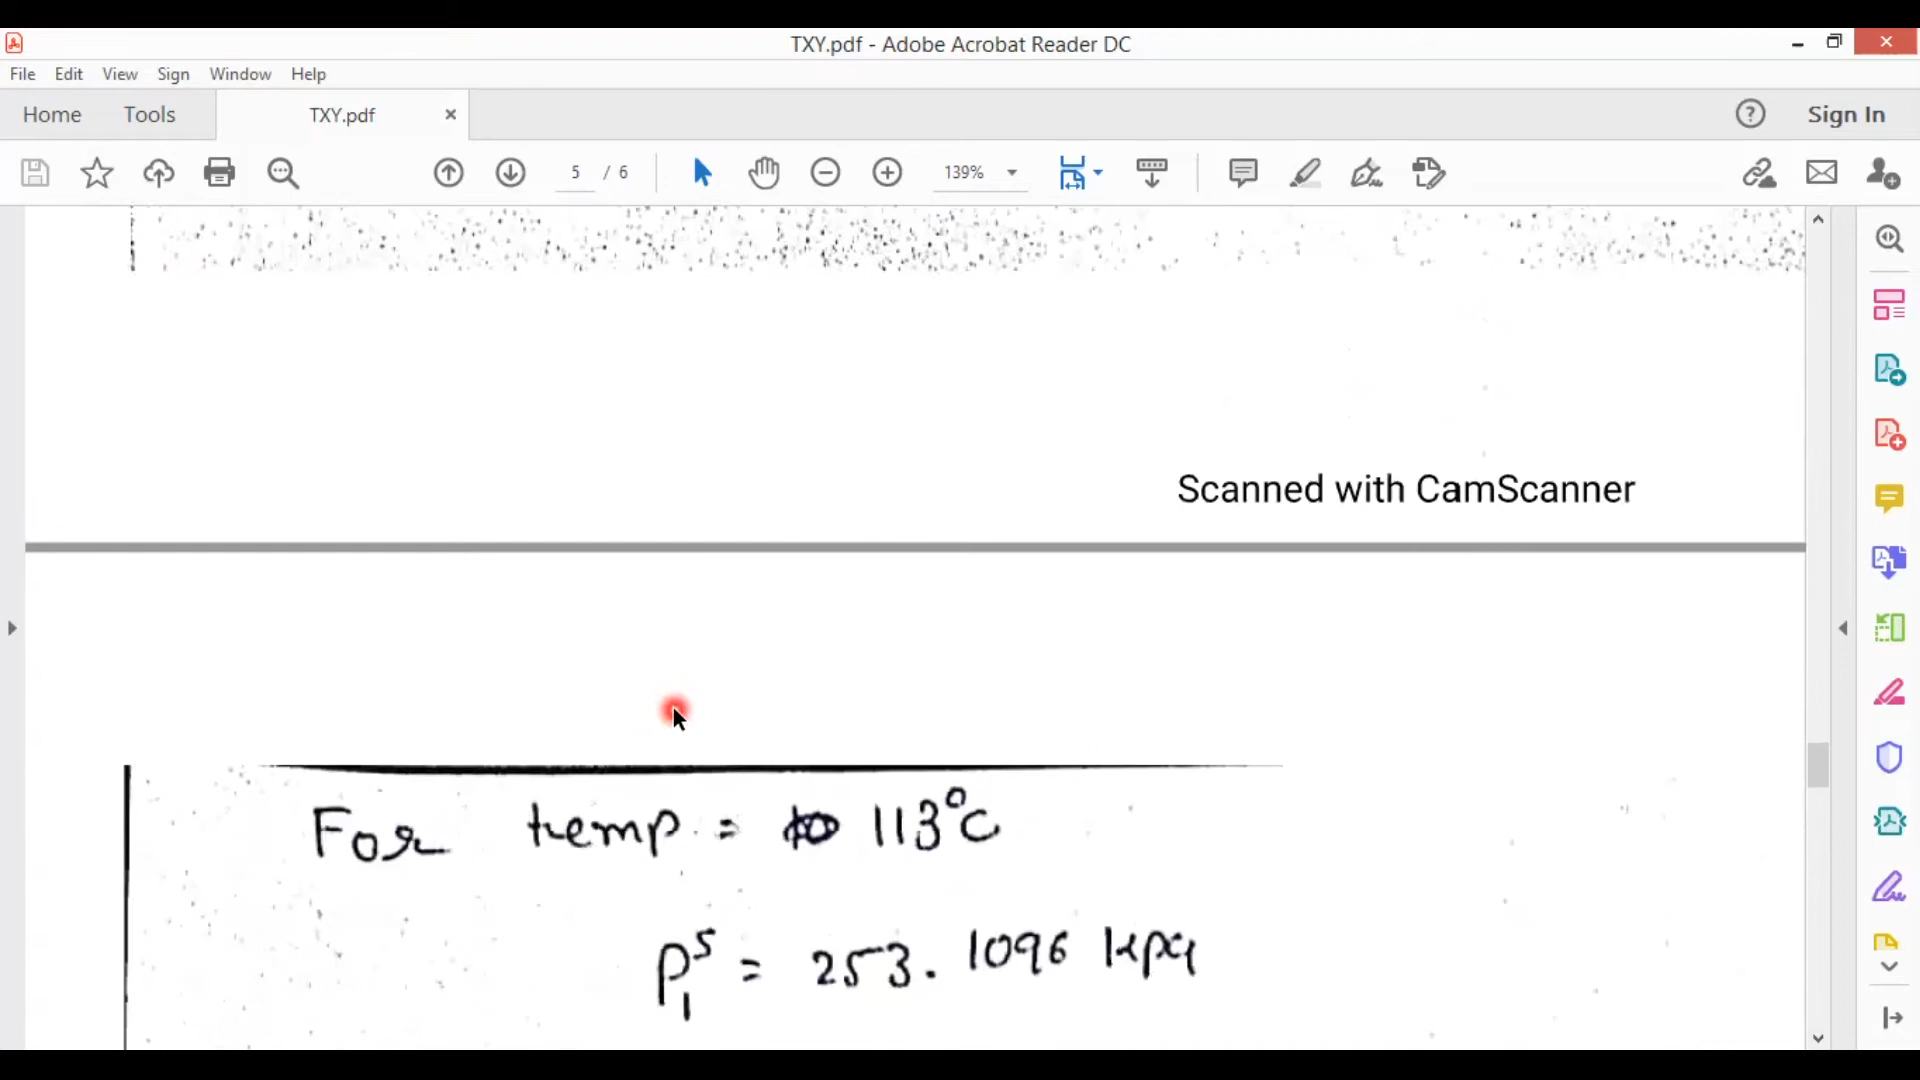 TXY.pdf - Adobe Acrobat Reader DC
File Edit View Sign Window Help
Home Tools TXY.pdf Sign In
5 / 6 139%
Scanned with CamScanner
For temp. = 113°C
P₁ˢ = 253.1096 kpa